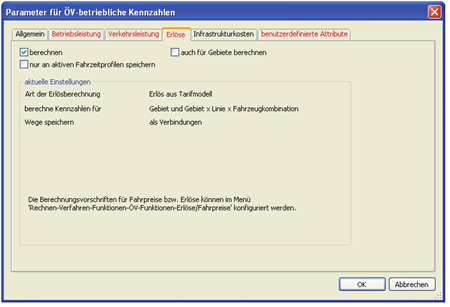 Parameter für ÖV-betriebliche Kennzahlen
Allgemein Betriebsleistung Verkehrsleistung Erlöse Infrastrukturkosten benutzerdefinierte Attribute
berechnen auch für Gebiete berechnen
nur an aktiven Fahrzeitprofilen speichern
aktuelle Einstellungen
Art der Erlösberechnung Erlös aus Tarifmodell
berechne Kennzahlen für Gebiet und Gebiet x Linie x Fahrzeugkombination
Wege speichern als Verbindungen
Die Berechnungsvorschriften für Fahrpreise bzw. Erlöse können im Menü
'Rechnen-Verfahren-Funktionen-ÖV-Funktionen-Erlöse/Fahrpreise' konfiguriert werden.
OK Abbrechen